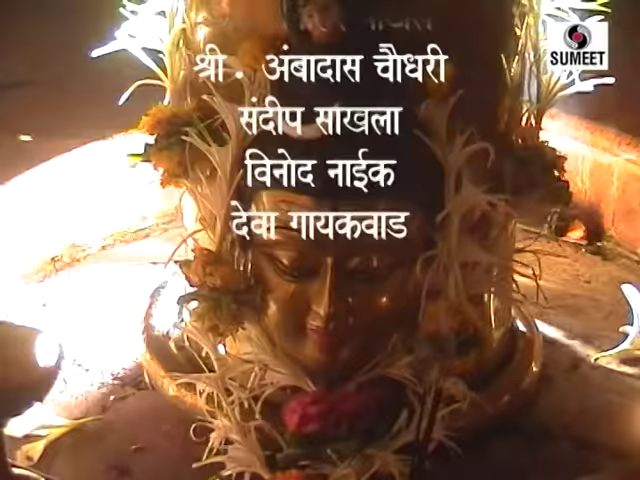 श्री. अंबादास चौधरी
संदीप साखला
विनोद नाईक
देवा गायकवाड
SUMEET